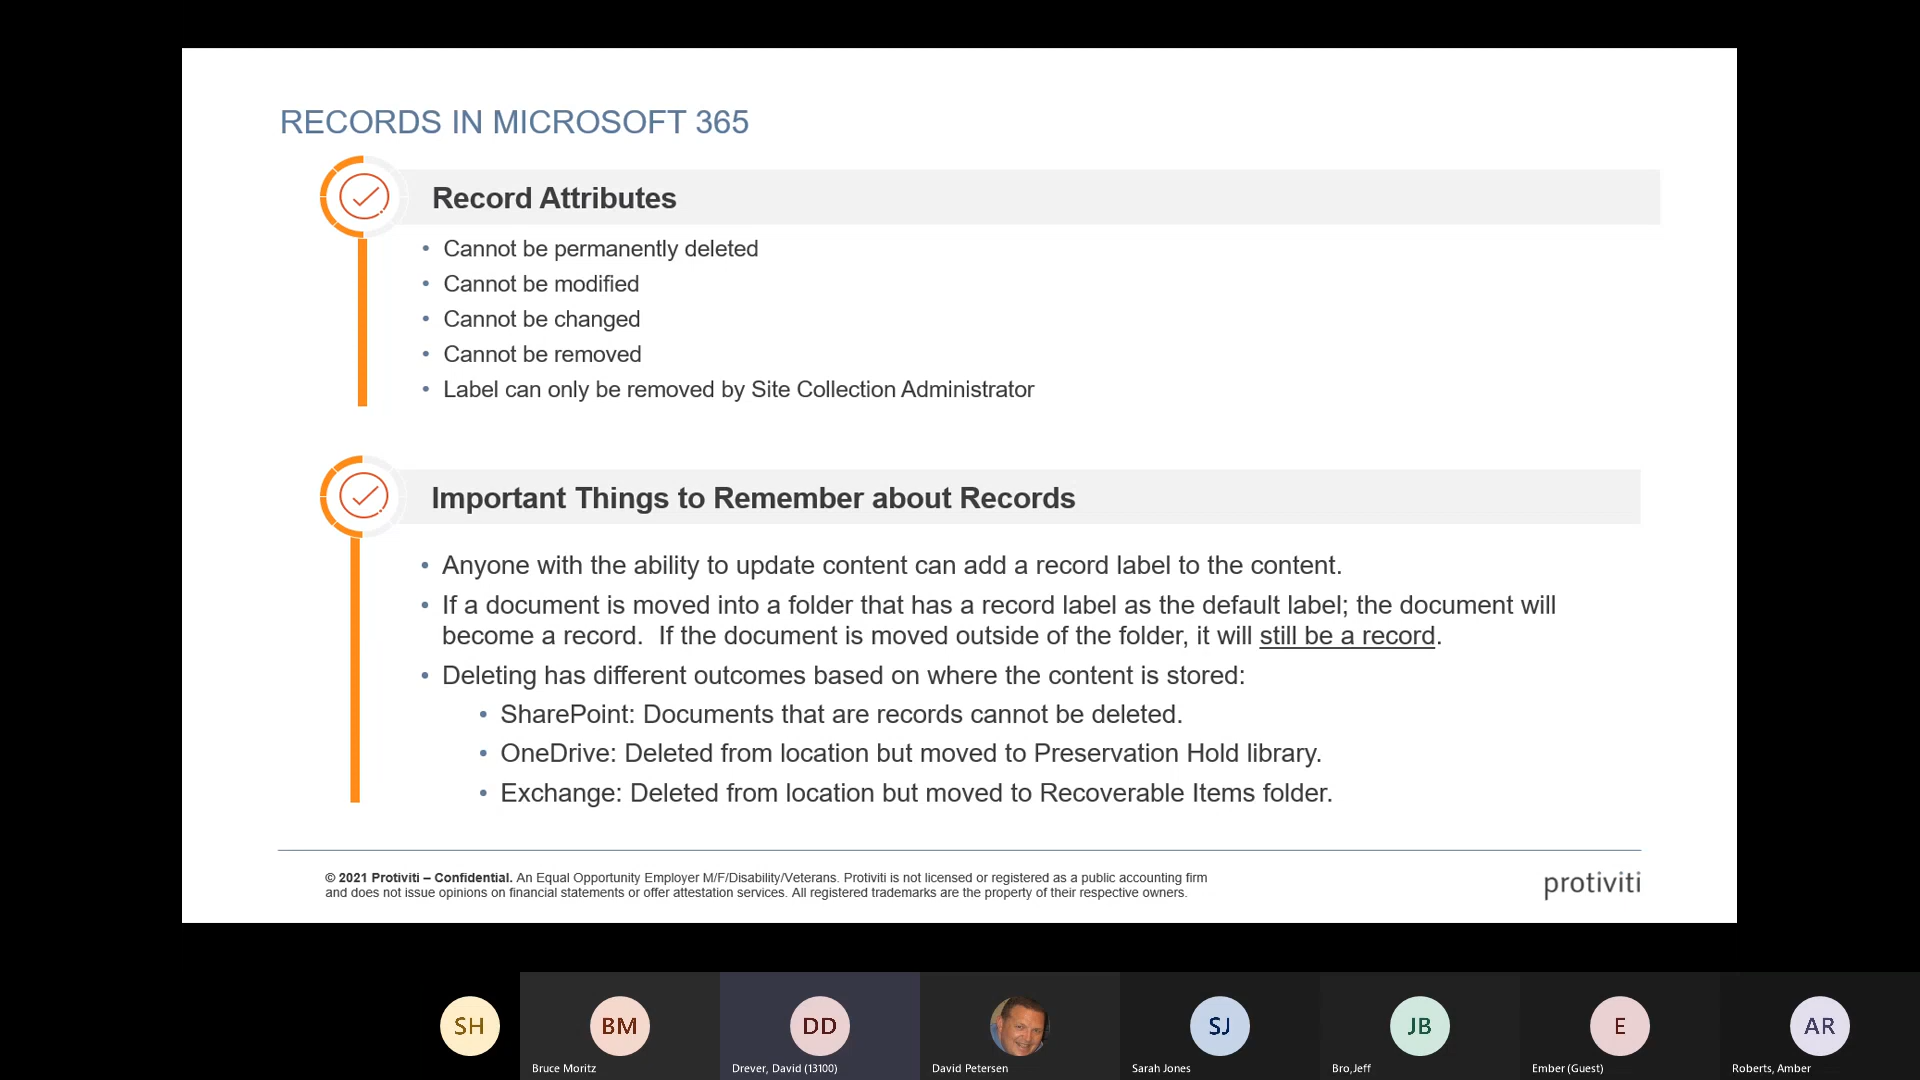 RECORDS IN MICROSOFT 365
Record Attributes
• Cannot be permanently deleted
• Cannot be modified
• Cannot be changed
• Cannot be removed
• Label can only be removed by Site Collection Administrator
Important Things to Remember about Records
• Anyone with the ability to update content can add a record label to the content.
• If a document is moved into a folder that has a record label as the default label; the document will
become a record.  If the document is moved outside of the folder, it will still be a record.
• Deleting has different outcomes based on where the content is stored:
• SharePoint: Documents that are records cannot be deleted.
• OneDrive: Deleted from location but moved to Preservation Hold library.
• Exchange: Deleted from location but moved to Recoverable Items folder.
© 2021 Protiviti – Confidential. An Equal Opportunity Employer M/F/Disability/Veterans. Protiviti is not licensed or registered as a public accounting firm
and does not issue opinions on financial statements or offer attestation services. All registered trademarks are the property of their respective owners.
protiviti
SH
BM
DD
SJ
JB
E
AR
Bruce Moritz
Drever, David (13100)
David Petersen
Sarah Jones
Bro,Jeff
Ember (Guest)
Roberts, Amber